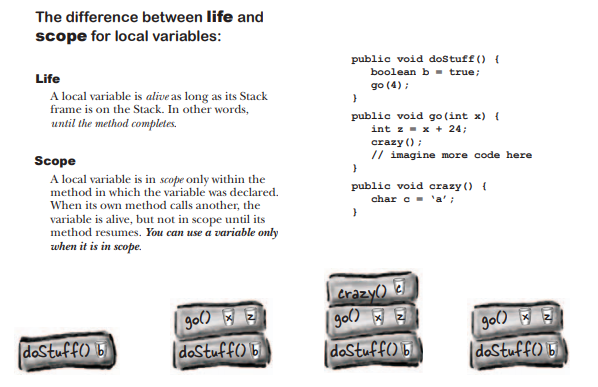 The difference between life and
scope for local variables:
Life
A local variable is alive as long as its Stack
frame is on the Stack. In other words,
until the method completes.
Scope
A local variable is in scope only within the
method in which the variable was declared.
When its own method calls another, the
variable is alive, but not in scope until its
method resumes. You can use a variable only
when it is in scope.
public void doStuff() {
boolean b = true;
go(4);
}
public void go(int x) {
int z = x + 24;
crazy();
// imagine more code here
}
public void crazy() {
char c = 'a';
}
doStuff() b
go() x z
doStuff() b
crazy() c
go() x z
doStuff() b
go() x z
doStuff() b